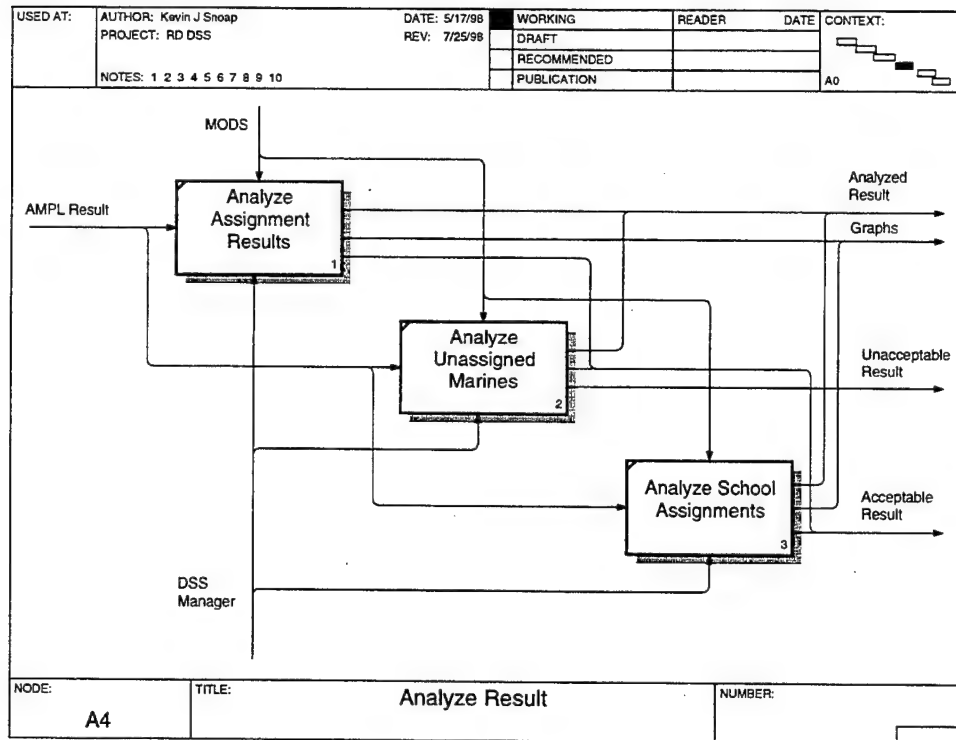 USED AT:
AUTHOR: Kevin J Snoap
DATE: 5/17/98
PROJECT: RD DSS
REV: 7/25/98
NOTES: 1 2 3 4 5 6 7 8 9 10
WORKING
DRAFT
RECOMMENDED
PUBLICATION
READER
DATE
CONTEXT:
A0
MODS
AMPL Result
Analyze
Assignment
Results
1
Analyzed
Result
Graphs
Analyze
Unassigned
Marines
2
Unacceptable
Result
Analyze School
Assignments
3
Acceptable
Result
DSS
Manager
NODE:
A4
TITLE:
Analyze Result
NUMBER: